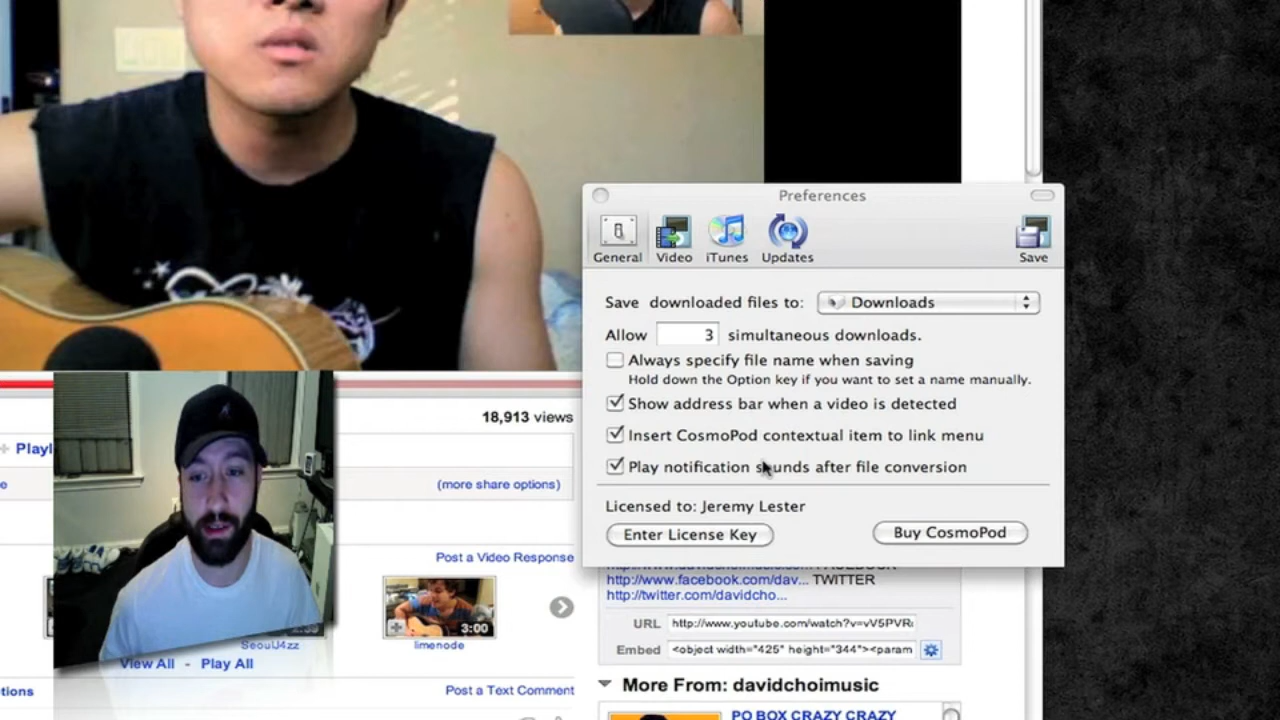 Preferences
General Video iTunes Updates Save
Save downloaded files to: Downloads
Allow 3 simultaneous downloads.
Always specify file name when saving
Hold down the Option key if you want to set a name manually.
Show address bar when a video is detected
Insert CosmoPod contextual item to link menu
Play notification sounds after file conversion
Licensed to: Jeremy Lester
Enter License Key Buy CosmoPod
18,913 views
(more share options)
Post a Video Response
3:00
limenode
View All - Play All
Post a Text Comment
http://www.facebook.com/dav... TWITTER
http://twitter.com/davidcho...
URL http://www.youtube.com/watch?v=vV5PVR
Embed <object width="425" height="344"><param
More From: davidchoimusic
PO BOX CRAZY CRAZY